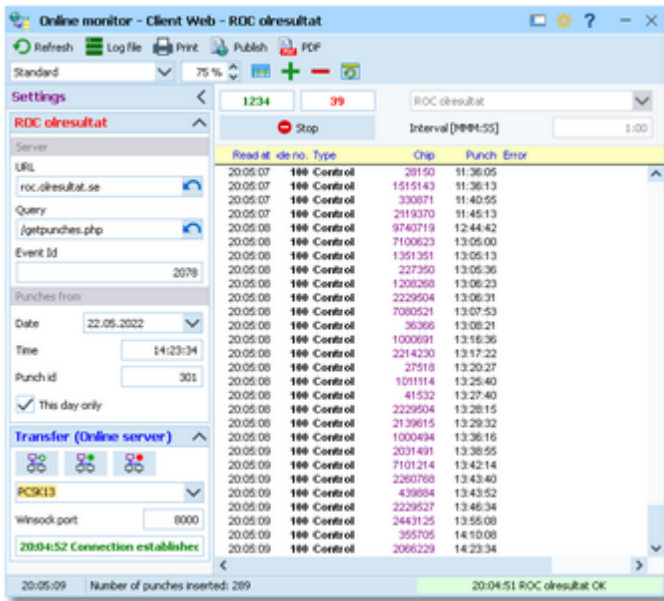 Online monitor - Client Web - ROC olresultat
Refresh Log file Print Publish PDF
Standard 75 %
Settings
1234 39 ROC olresultat
ROC olresultat
Stop Interval [MMM:SS] 1:00
Server
URL
roc.olresultat.se
Query
/getpunches.php
Event Id
2078
Punches from
Date 22.05.2022
Time 14:23:34
Punch id 301
This day only
Transfer (Online server)
PCSK13
Winsock port 8000
20:04:52 Connection establishec
Read at de no. Type Chip Punch Error
20:05:07 100 Control 28150 11:36:05
20:05:07 100 Control 1515143 11:36:13
20:05:07 100 Control 330871 11:40:55
20:05:07 100 Control 2119370 11:45:13
20:05:08 100 Control 9740719 12:44:42
20:05:08 100 Control 7100623 13:05:00
20:05:08 100 Control 1351351 13:05:13
20:05:08 100 Control 227350 13:05:36
20:05:08 100 Control 1208268 13:06:23
20:05:08 100 Control 2229504 13:06:31
20:05:08 100 Control 7080521 13:07:53
20:05:08 100 Control 36366 13:08:21
20:05:08 100 Control 1000691 13:16:36
20:05:08 100 Control 2214230 13:17:22
20:05:08 100 Control 27518 13:20:27
20:05:08 100 Control 1011114 13:25:40
20:05:08 100 Control 41532 13:27:40
20:05:08 100 Control 2229504 13:28:15
20:05:08 100 Control 2139615 13:29:32
20:05:08 100 Control 1000494 13:36:16
20:05:09 100 Control 2031491 13:38:55
20:05:09 100 Control 7101214 13:42:14
20:05:09 100 Control 2260768 13:43:40
20:05:09 100 Control 439884 13:43:52
20:05:09 100 Control 2229527 13:46:34
20:05:09 100 Control 2443125 13:55:08
20:05:09 100 Control 355705 14:10:08
20:05:09 100 Control 2066229 14:23:34
20:05:09 Number of punches inserted: 289 20:04:51 ROC olresultat OK